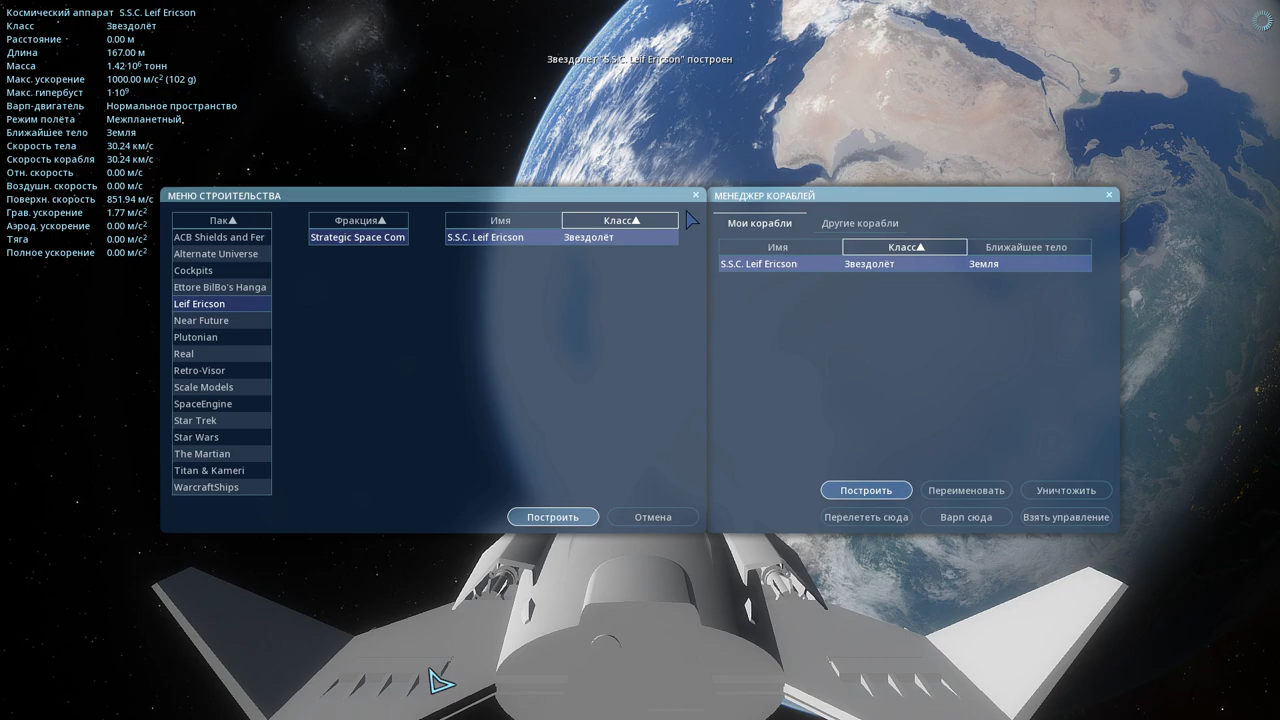 Космический аппарат S.S.C. Leif Ericson
Класс Звездолёт
Расстояние 0.00 м
Длина 167.00 м
Масса 1.42·10⁶ тонн
Макс. ускорение 1000.00 м/с² (102 g)
Макс. гипербуст 1·10⁹
Варп-двигатель Нормальное пространство
Режим полёта Межпланетный
Ближайшее тело Земля
Скорость тела 30.24 км/с
Скорость корабля 30.24 км/с
Отн. скорость 0.00 м/с
Воздушн. скорость 0.00 м/с
Поверхн. скорость 851.94 м/с
Грав. ускорение 1.77 м/с²
Аэрод. ускорение 0.00 м/с²
Тяга 0.00 м/с²
Полное ускорение 0.00 м/с²
Звездолёт "S.S.C. Leif Ericson" построен
МЕНЮ СТРОИТЕЛЬСТВА
Пак▲ Фракция▲ Имя Класс▲
ACB Shields and Fer Strategic Space Com S.S.C. Leif Ericson Звездолёт
Alternate Universe
Cockpits
Ettore BilBo's Hanga
Leif Ericson
Near Future
Plutonian
Real
Retro-Visor
Scale Models
SpaceEngine
Star Trek
Star Wars
The Martian
Titan & Kameri
WarcraftShips
Построить Отмена
МЕНЕДЖЕР КОРАБЛЕЙ
Мои корабли Другие корабли
Имя Класс▲ Ближайшее тело
S.S.C. Leif Ericson Звездолёт Земля
Построить Переименовать Уничтожить
Перелететь сюда Варп сюда Взять управление